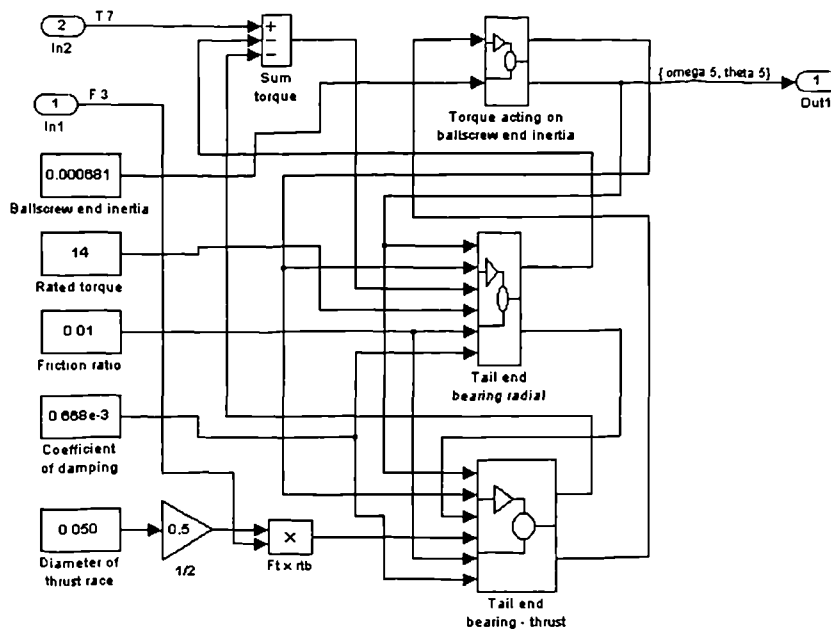 2
In2
T 7
+
−
−
Sum
torque
Torque acting on
ballscrew end inertia
{ omega 5, theta 5}
1
Out1
1
In1
F 3
0.000681
Ballscrew end inertia
14
Rated torque
0.01
Friction ratio
0.668e-3
Coefficient
of damping
0.050
Diameter of
thrust race
0.5
1/2
×
Ft x rtb
Tail end
bearing radial
Tail end
bearing - thrust